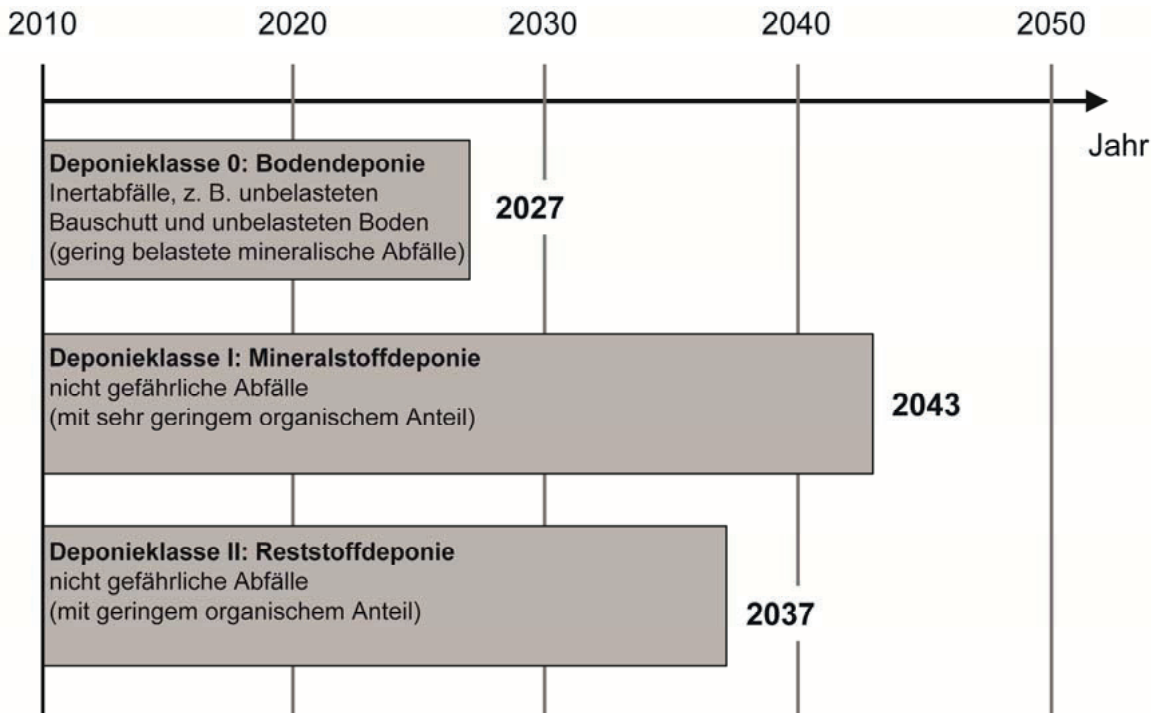 2010 2020 2030 2040 2050
Jahr
Deponieklasse 0: Bodendeponie
Inertabfälle, z. B. unbelasteten
Bauschutt und unbelasteten Boden
(gering belastete mineralische Abfälle)
2027
Deponieklasse I: Mineralstoffdeponie
nicht gefährliche Abfälle
(mit sehr geringem organischem Anteil)
2043
Deponieklasse II: Reststoffdeponie
nicht gefährliche Abfälle
(mit geringem organischem Anteil)
2037